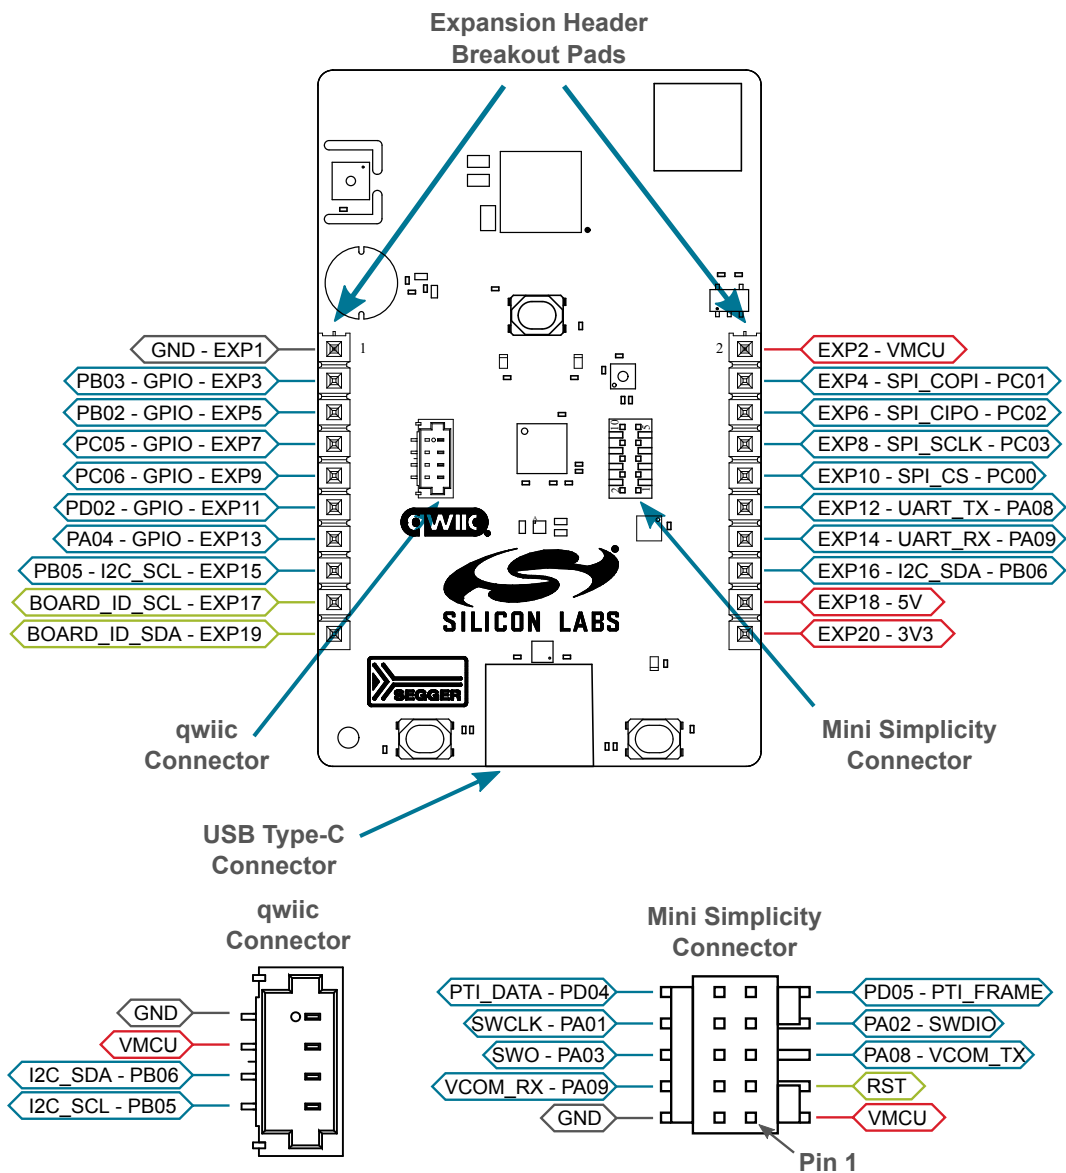 Expansion Header
Breakout Pads
GND - EXP1
1
2
EXP2 - VMCU
PB03 - GPIO - EXP3
EXP4 - SPI_COPI - PC01
PB02 - GPIO - EXP5
EXP6 - SPI_CIPO - PC02
PC05 - GPIO - EXP7
10
9
EXP8 - SPI_SCLK - PC03
PC06 - GPIO - EXP9
2
1
EXP10 - SPI_CS - PC00
PD02 - GPIO - EXP11
EXP12 - UART_TX - PA08
qwiic
PA04 - GPIO - EXP13
EXP14 - UART_RX - PA09
PB05 - I2C_SCL - EXP15
EXP16 - I2C_SDA - PB06
BOARD_ID_SCL - EXP17
EXP18 - 5V
SILICON LABS
BOARD_ID_SDA - EXP19
EXP20 - 3V3
SEGGER
qwiic
Connector
Mini Simplicity
Connector
USB Type-C
Connector
qwiic
Connector
GND
VMCU
I2C_SDA - PB06
I2C_SCL - PB05
Mini Simplicity
Connector
PTI_DATA - PD04
PD05 - PTI_FRAME
SWCLK - PA01
PA02 - SWDIO
SWO - PA03
PA08 - VCOM_TX
VCOM_RX - PA09
RST
GND
VMCU
Pin 1